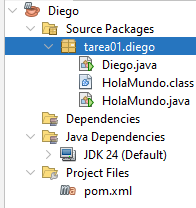 Diego
Source Packages
tarea01.diego
Diego.java
HolaMundo.class
HolaMundo.java
Dependencies
Java Dependencies
JDK 24 (Default)
Project Files
pom.xml